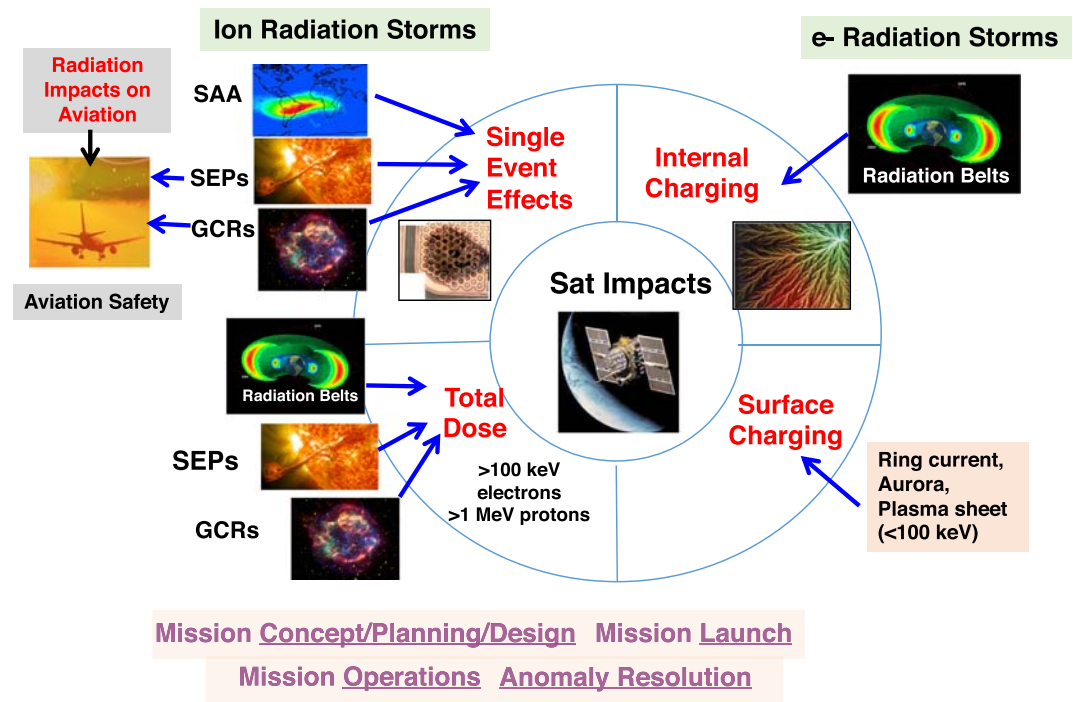 Ion Radiation Storms
e- Radiation Storms
Radiation
Impacts on
Aviation
SAA
SEPs
GCRs
Aviation Safety
Single
Event
Effects
Internal
Charging
Radiation Belts
Sat Impacts
Radiation Belts
SEPs
GCRs
Total
Dose
>100 keV
electrons
>1 MeV protons
Surface
Charging
Ring current,
Aurora,
Plasma sheet
(<100 keV)
Mission Concept/Planning/Design Mission Launch
Mission Operations Anomaly Resolution